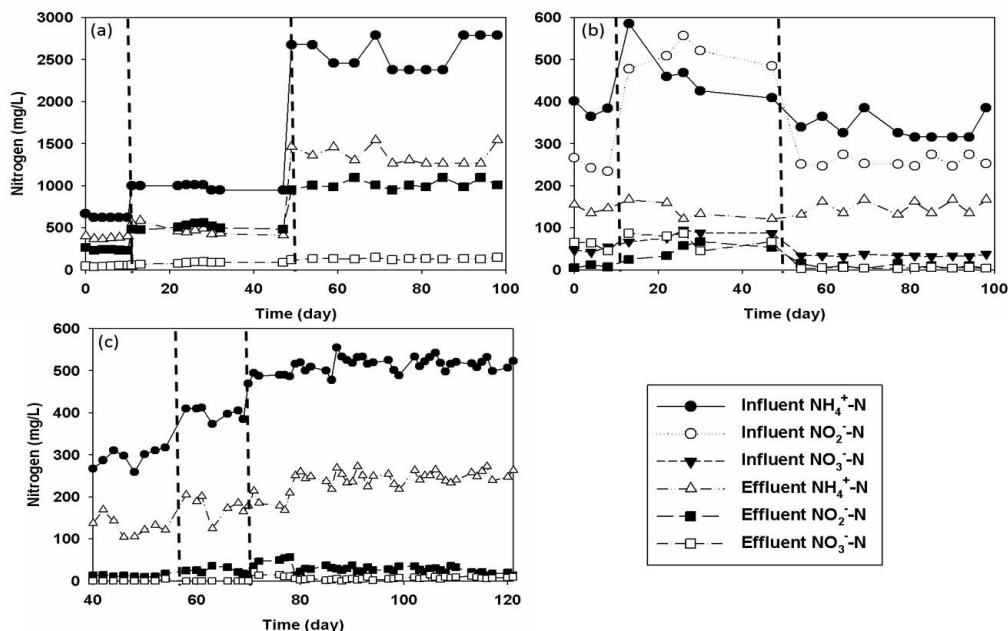 (a)
Nitrogen (mg/L)
3000
2500
2000
1500
1000
500
0
0 20 40 60 80 100
Time (day)
(b)
600
500
400
300
200
100
0
0 20 40 60 80 100
Time (day)
(c)
Nitrogen (mg/L)
600
500
400
300
200
100
0
40 60 80 100 120
Time (day)
Influent NH₄⁺-N
Influent NO₂⁻-N
Influent NO₃⁻-N
Effluent NH₄⁺-N
Effluent NO₂⁻-N
Effluent NO₃⁻-N